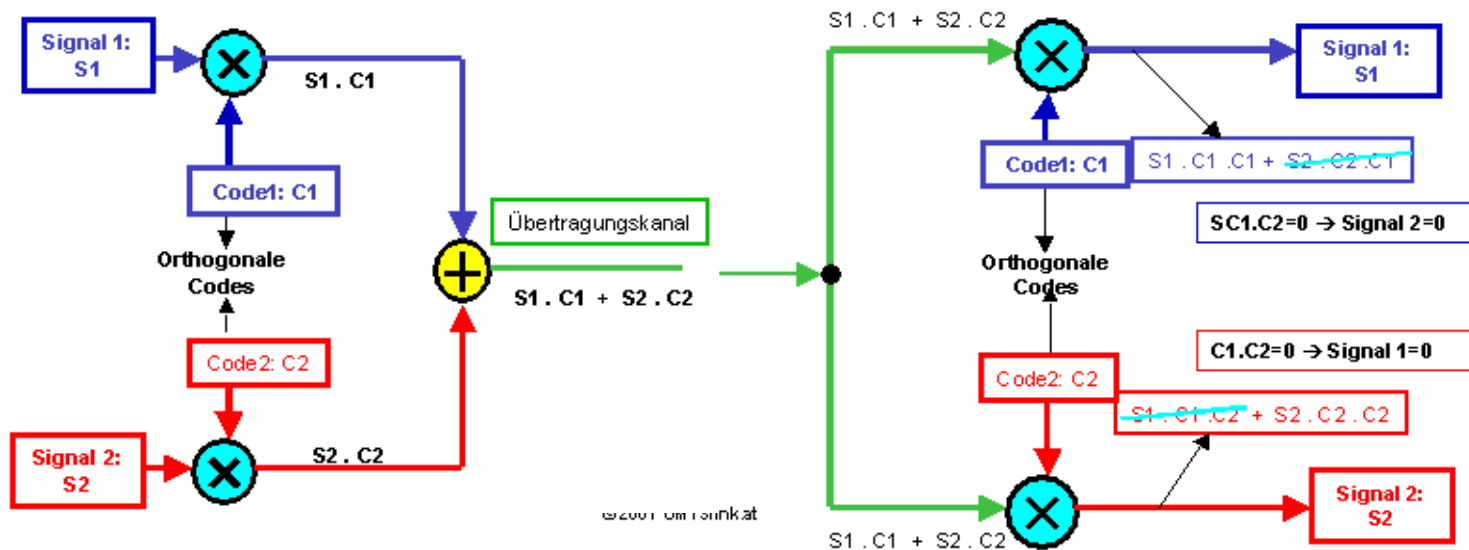 Signal 1:
S1
S1 . C1
Code1: C1
Orthogonale
Codes
Code2: C2
Signal 2:
S2
S2 . C2
Übertragungskanal
S1 . C1 + S2 . C2
S1 . C1 + S2 . C2
Signal 1:
S1
Code1: C1
S1 . C1 .C1 + S2 . C2 .C1
SC1.C2=0 → Signal 2=0
Orthogonale
Codes
C1.C2=0 → Signal 1=0
Code2: C2
S1 . C1 .C2 + S2 . C2 . C2
Signal 2:
S2
S1 . C1 + S2 . C2